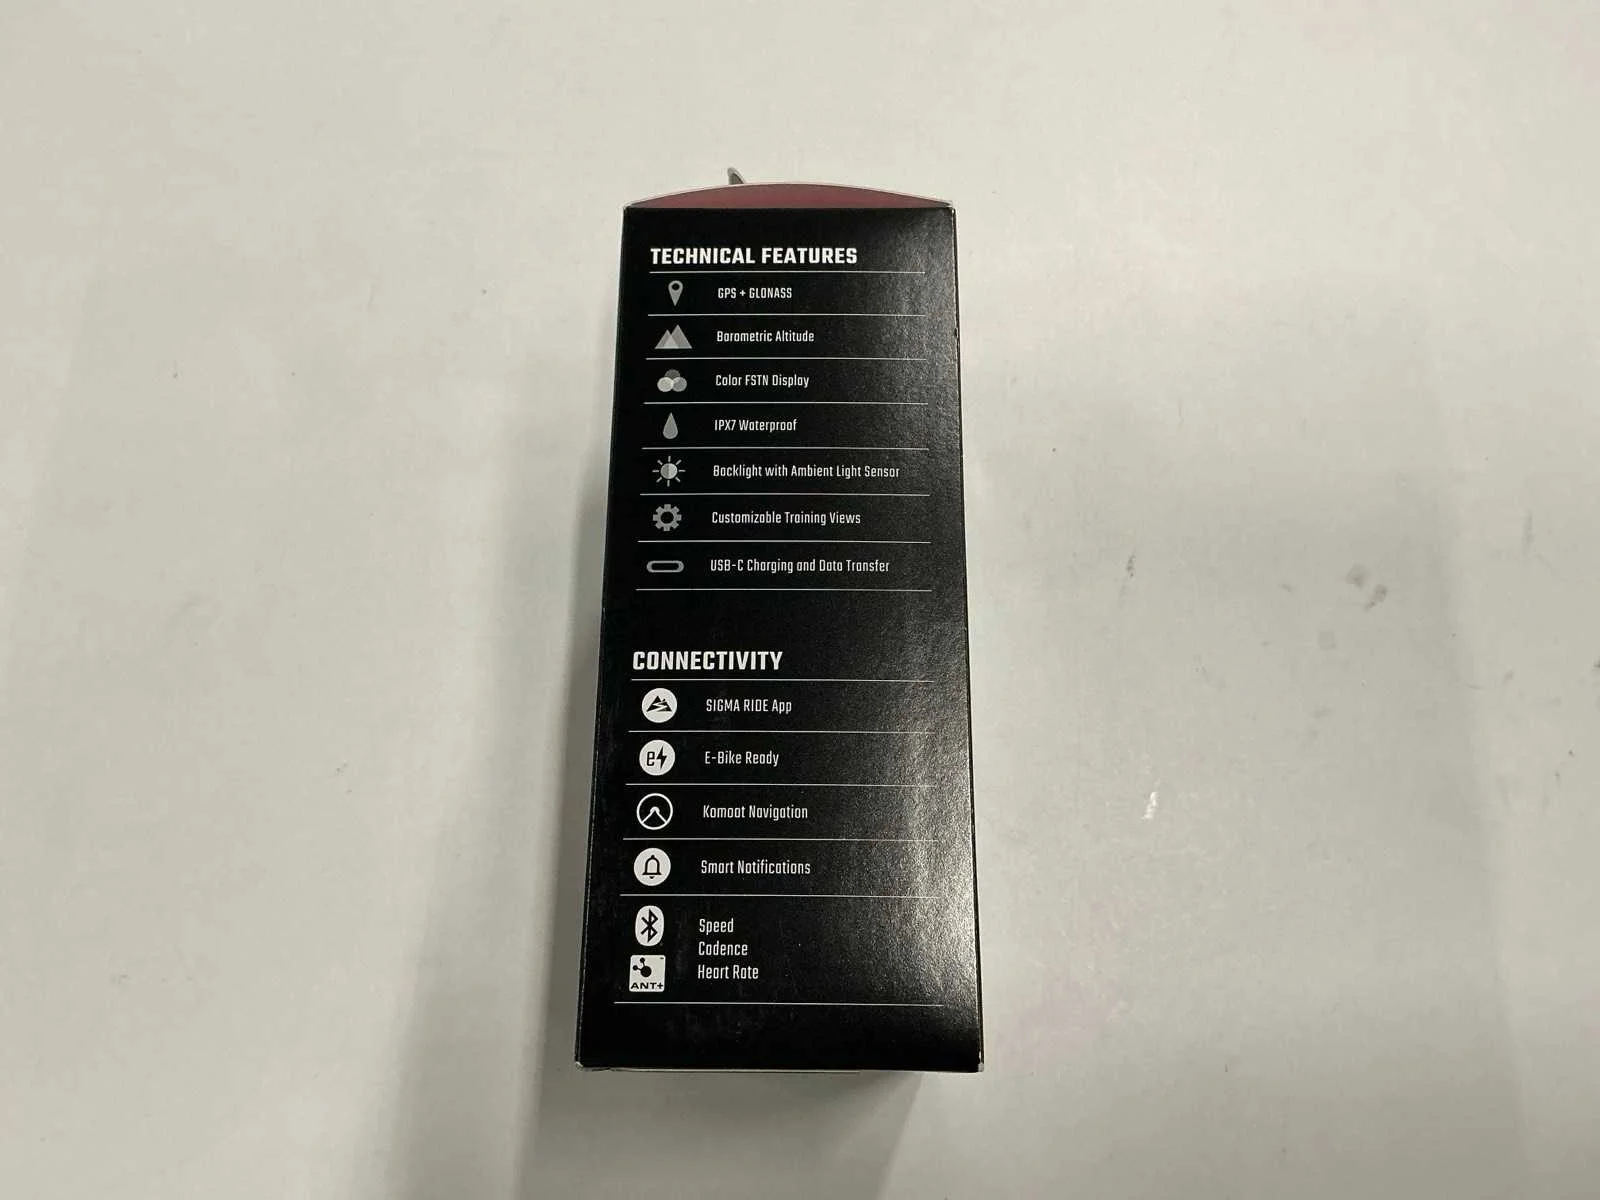 TECHNICAL FEATURES
GPS + GLONASS
Barometric Altitude
Color FSTN Display
IPX7 Waterproof
Backlight with Ambient Light Sensor
Customizable Training Views
USB-C Charging and Data Transfer
CONNECTIVITY
SIGMA RIDE App
e
E-Bike Ready
Komoot Navigation
Smart Notifications
Speed
Cadence
Heart Rate
ANT+